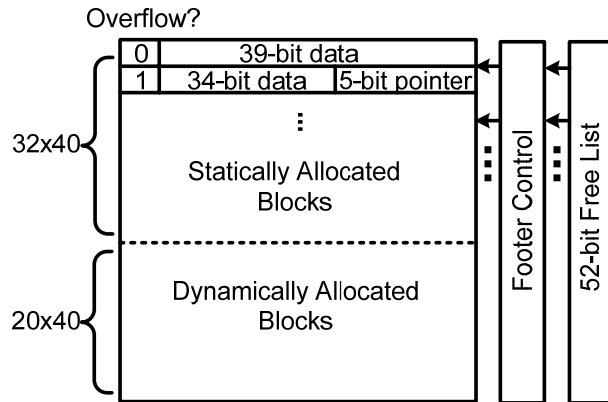 Overflow?
0 39-bit data
1 34-bit data 5-bit pointer
32x40
Statically Allocated
Blocks
20x40
Dynamically Allocated
Blocks
Footer Control
52-bit Free List